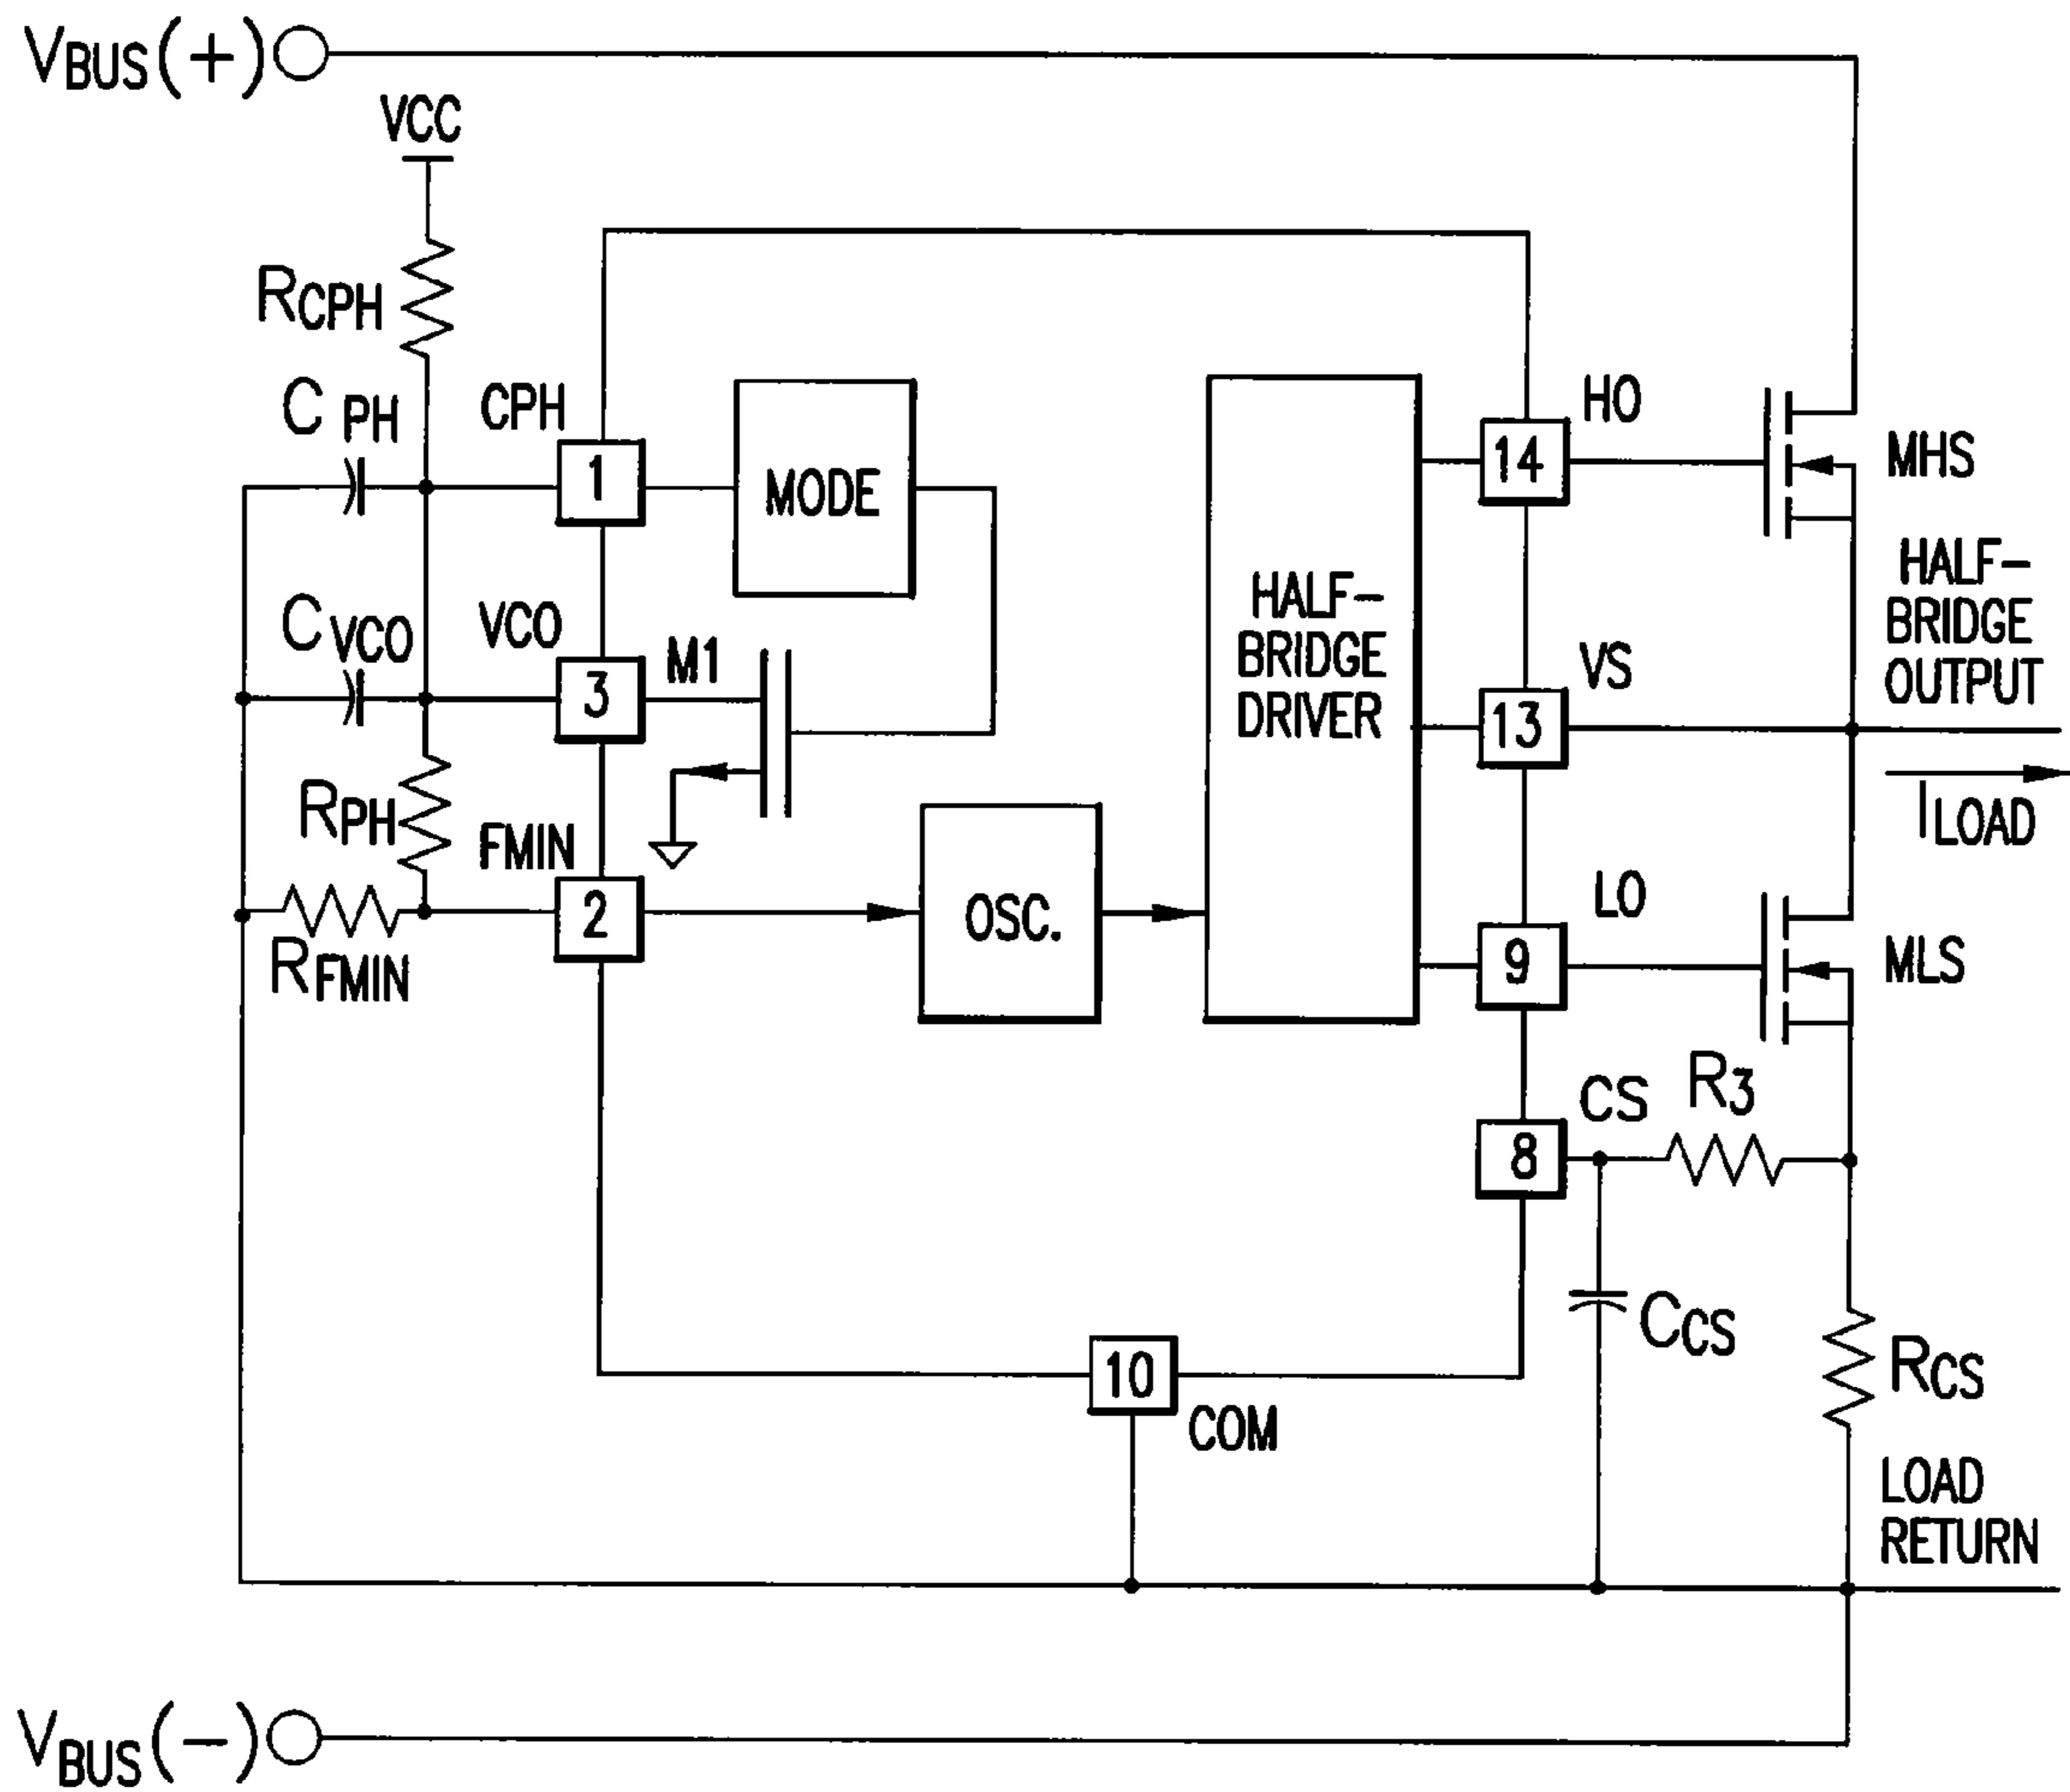 VBUS(+)
VCC
RCPH
CPH
CPH
1
MODE
HALF-
BRIDGE
DRIVER
14
HO
MHS
HALF-
BRIDGE
OUTPUT
CVCO
VCO
3
M1
13
VS
ILOAD
RPH
FMIN
2
RFMIN
OSC.
LO
9
MLS
CS
R3
8
CCS
RCS
10
COM
LOAD
RETURN
VBUS(-)